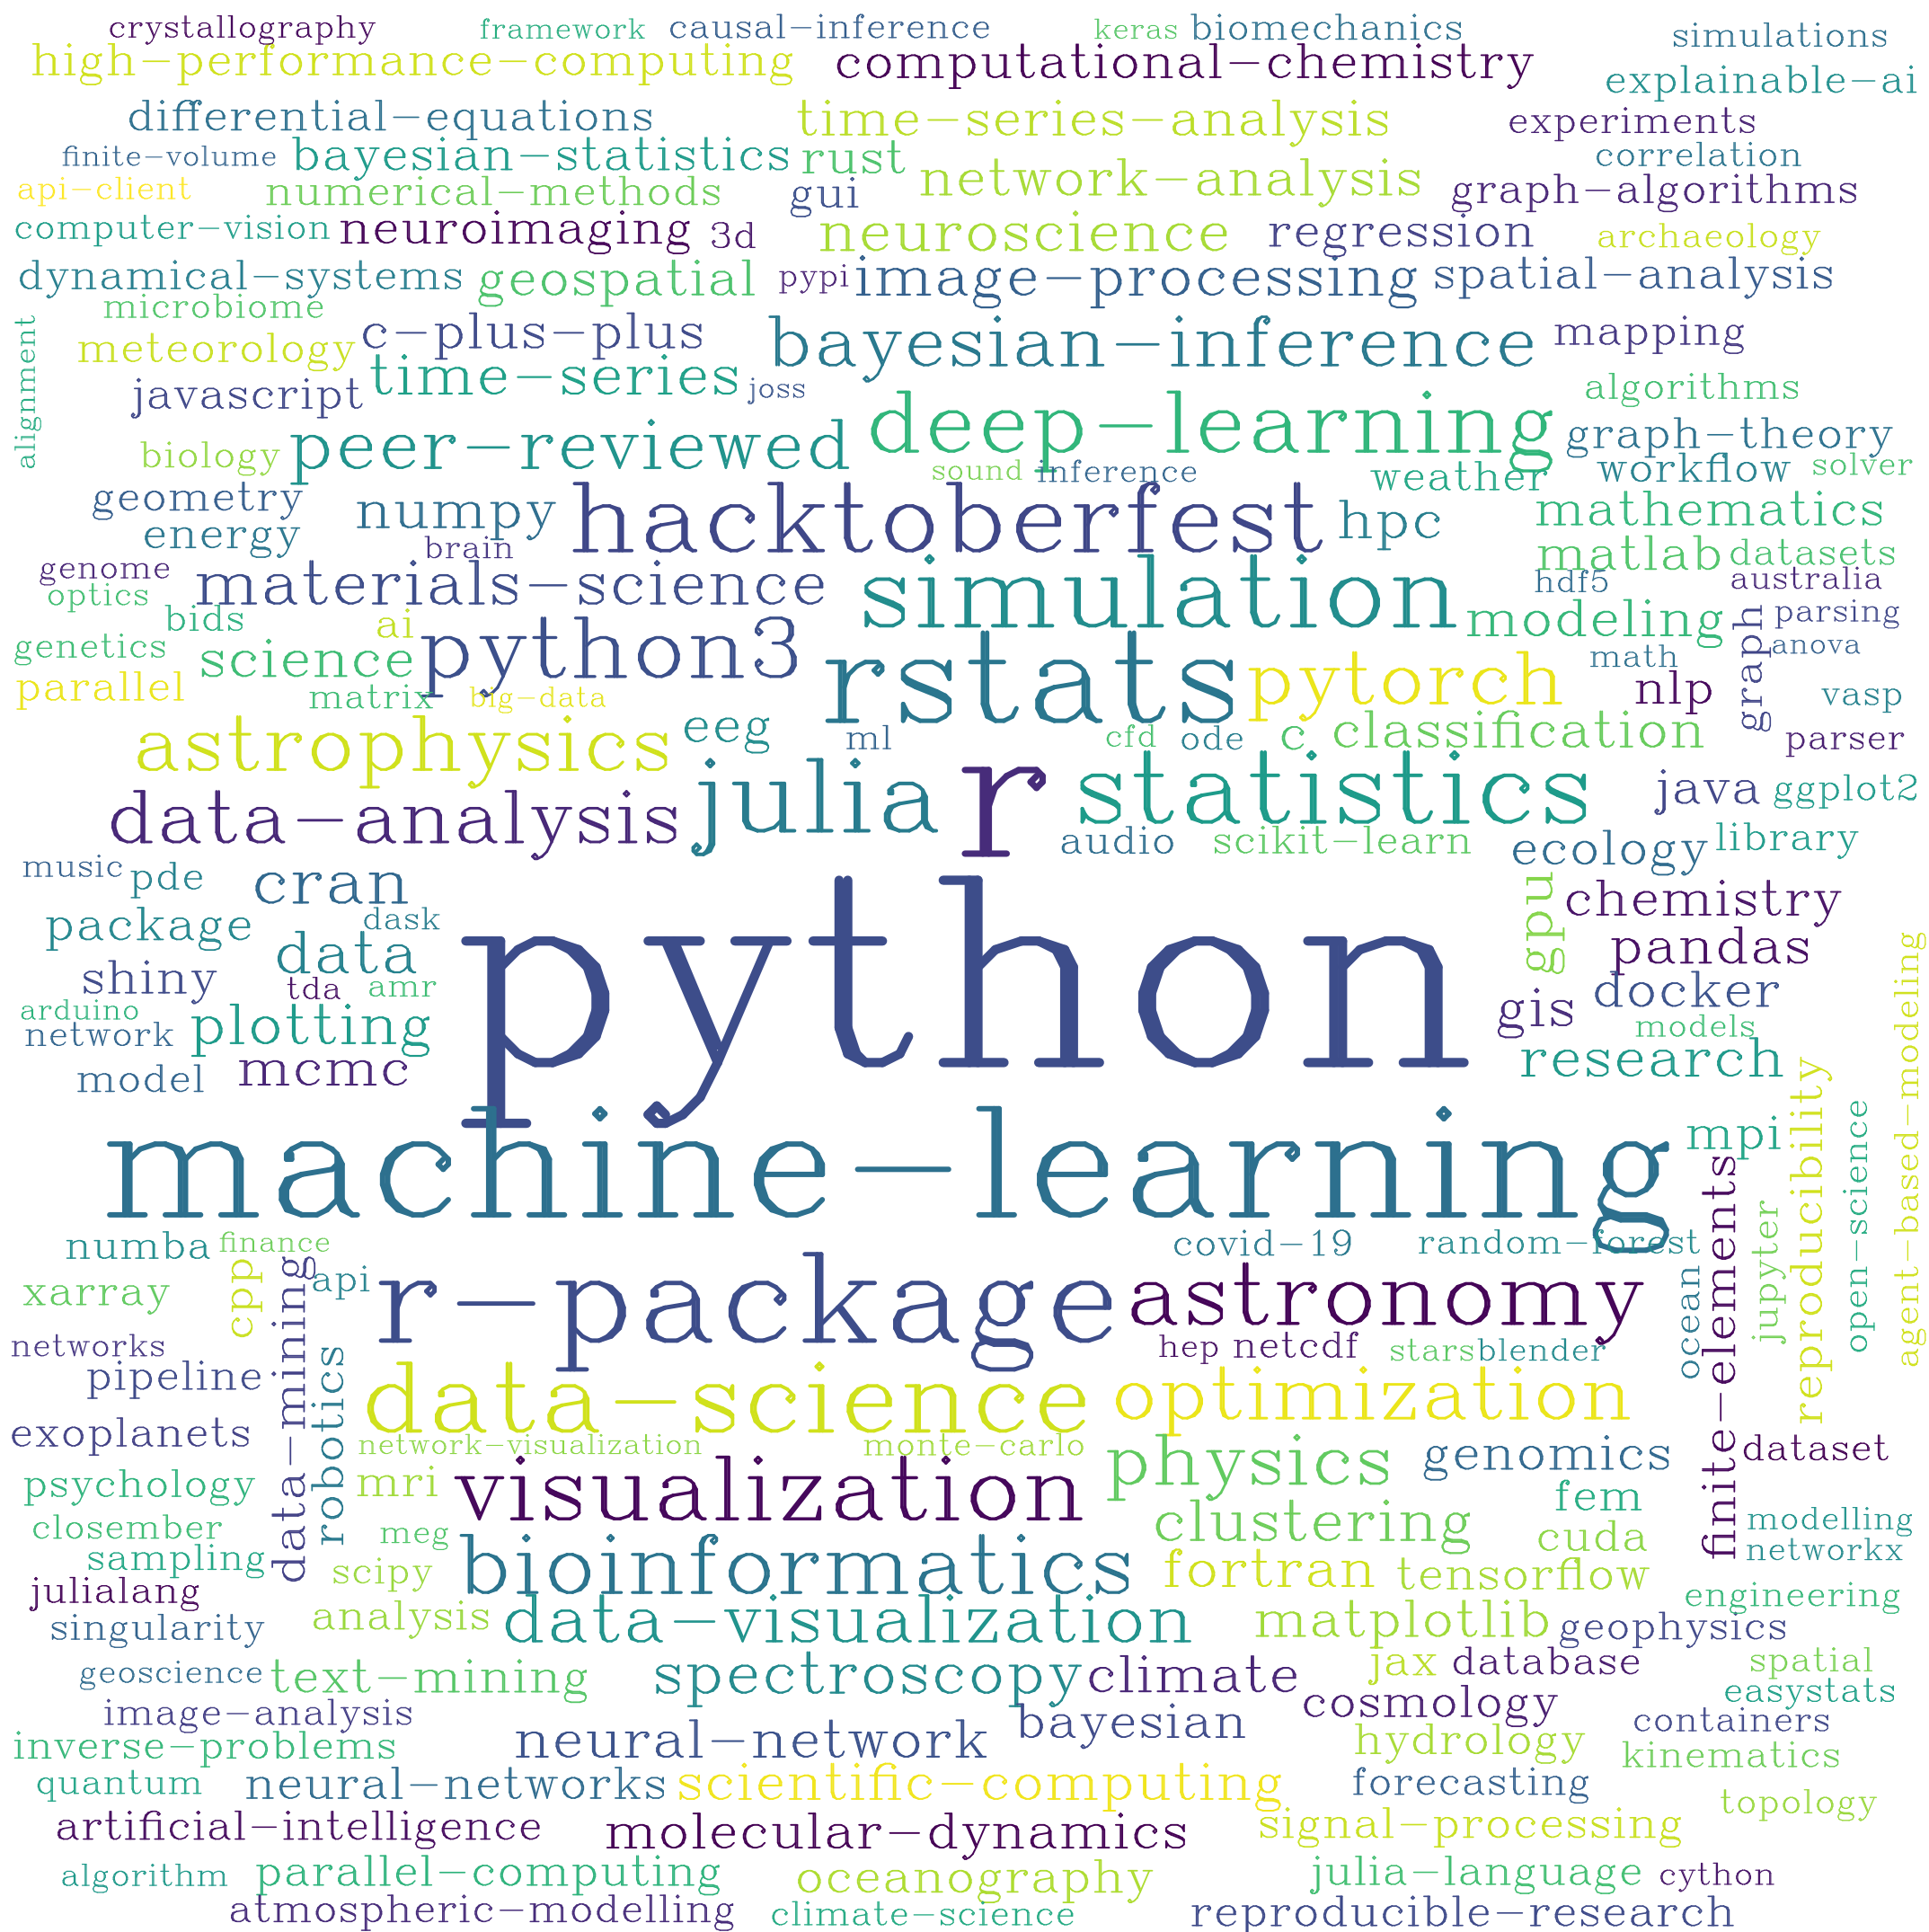 crystallography framework causal-inference keras biomechanics simulations
high-performance-computing computational-chemistry explainable-ai
differential-equations time-series-analysis experiments
finite-volume bayesian-statistics rust network-analysis correlation
api-client numerical-methods gui graph-algorithms
computer-vision neuroimaging 3d neuroscience regression archaeology
dynamical-systems geospatial pypi image-processing spatial-analysis
microbiome c-plus-plus bayesian-inference mapping
alignment
meteorology time-series joss algorithms
javascript deep-learning
biology peer-reviewed sound inference weather graph-theory
workflow solver
geometry numpy hacktoberfest hpc mathematics
energy brain matlab datasets
genome materials-science simulation hdf5 australia
optics bids ai modeling graph parsing
genetics science python3 rstats pytorch math anova
parallel matrix big-data nlp vasp
astrophysics eeg ml cfd ode c classification parser
data-analysis julia r statistics java ggplot2
audio scikit-learn ecology library
music pde cran gpu chemistry
package dask python pandas
shiny data tda amr gis docker
arduino plotting models
network mcmc research
model
machine-learning mpi finite-elements reproducibility open-science agent-based-modeling
numba finance covid-19 random-forest jupyter
xarray cpp data-mining api r-package astronomy ocean
networks hep netcdf stars blender
pipeline robotics data-science optimization
exoplanets network-visualization monte-carlo physics genomics dataset
psychology mri visualization fem
closember meg clustering cuda modelling
sampling scipy bioinformatics fortran tensorflow networkx
julialang analysis data-visualization matplotlib engineering
singularity geophysics
geoscience text-mining spectroscopy climate jax database spatial
image-analysis bayesian cosmology easystats
inverse-problems neural-network hydrology containers
kinematics
quantum neural-networks scientific-computing forecasting
topology
artificial-intelligence molecular-dynamics signal-processing
algorithm parallel-computing oceanography julia-language cython
atmospheric-modelling climate-science reproducible-research